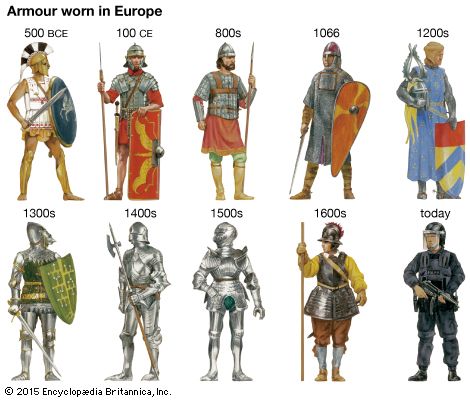 Armour worn in Europe
500 BCE 100 CE 800s 1066 1200s
1300s 1400s 1500s 1600s today
© 2015 Encyclopædia Britannica, Inc.